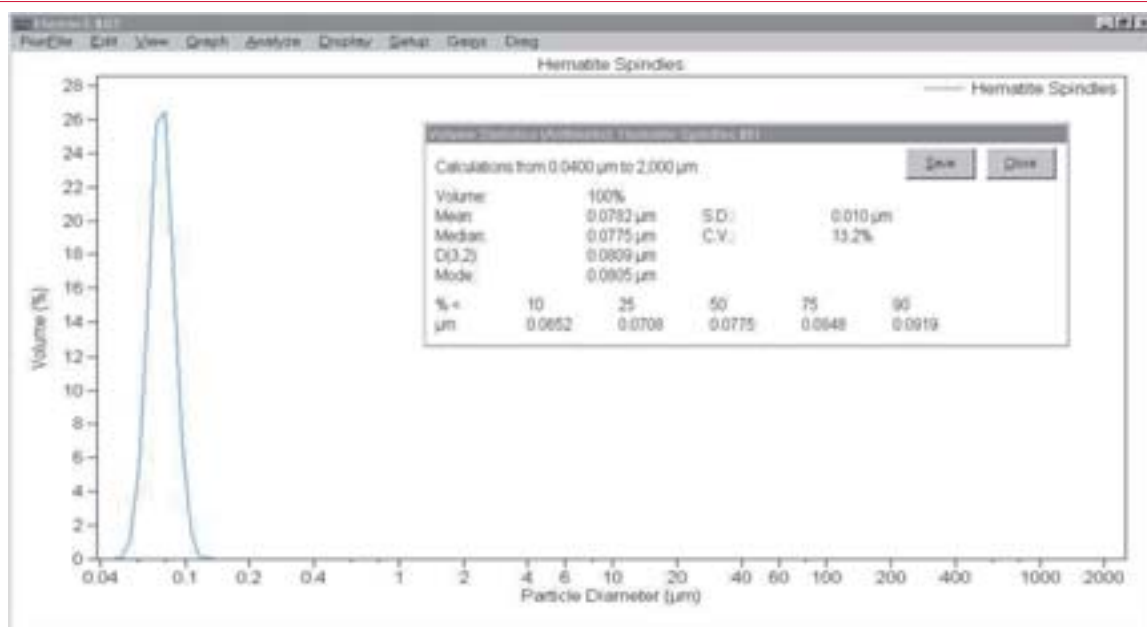 Edit View Graph Analyze Display Setup
Hematite Spindles
Hematite Spindles
Calculations from 0.0400 µm to 2,000 µm
Save Close
Volume: 100%
Mean: 0.0782 µm S.D.: 0.010 µm
Median: 0.0775 µm C.V.: 13.2%
D(3,2) 0.0809 µm
Mode: 0.0805 µm
% < 10 25 50 75 90
µm 0.0652 0.0708 0.0775 0.0848 0.0919
Volume (%)
28
26
24
22
20
18
16
14
12
10
8
6
4
2
0
0.04 0.1 0.2 0.4 1 2 4 6 10 20 40 60 100 200 400 1000 2000
Particle Diameter (µm)